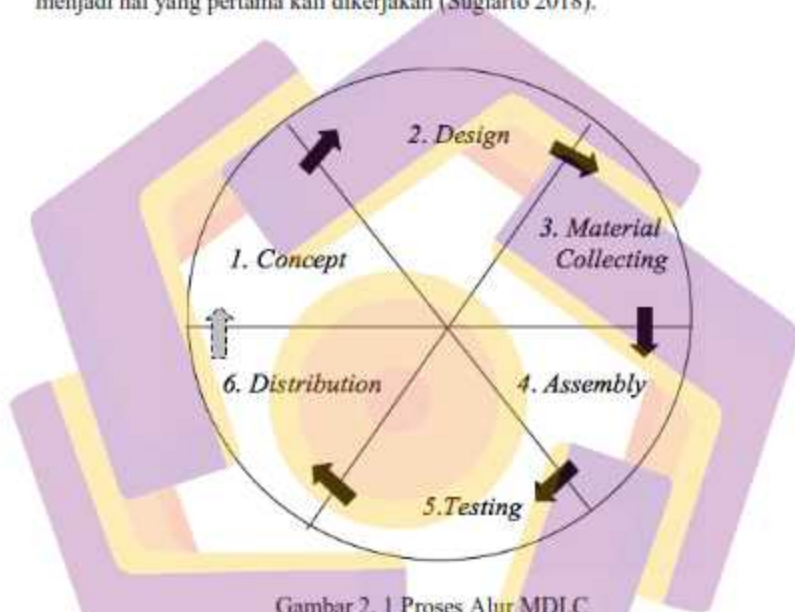 menjadi hal yang pertama kali dikerjakan (Sugiarto 2018).
2. Design
3. Material
Collecting
1. Concept
6. Distribution
4. Assembly
5.Testing
Gambar 2. 1 Proses Alur MDLC